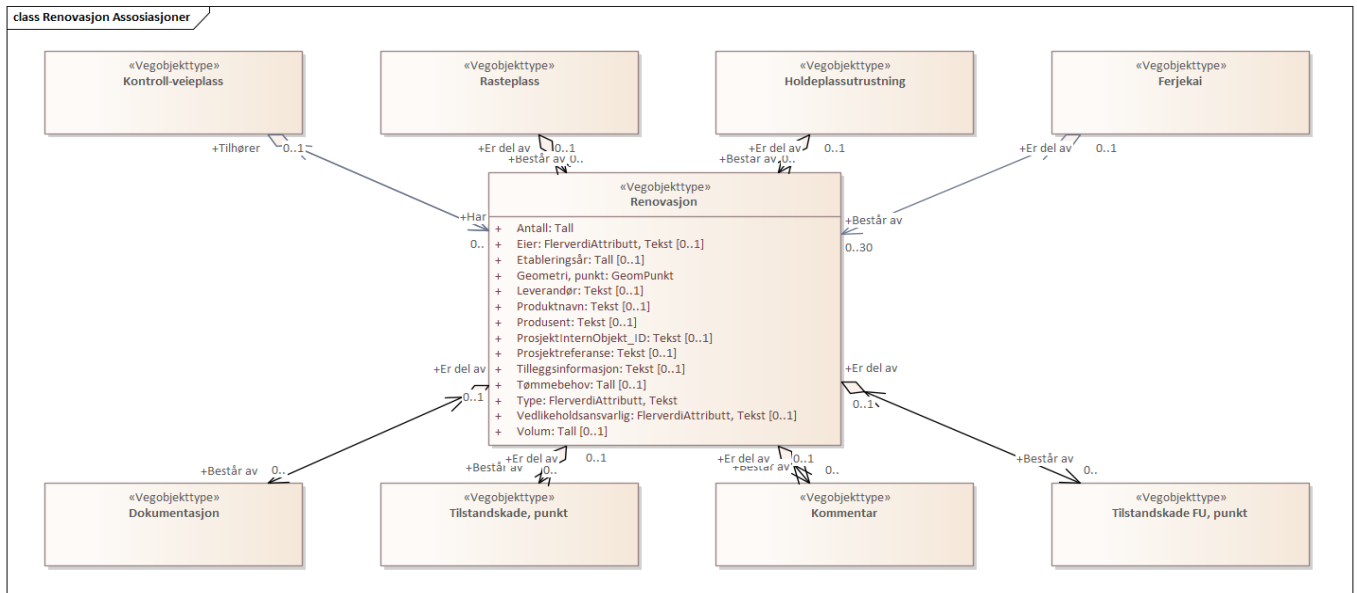 class Renovasjon Assosiasjoner
«Vegobjekttype»
Kontroll-veieplass
«Vegobjekttype»
Rasteplass
«Vegobjekttype»
Holdeplassutrustning
«Vegobjekttype»
Ferjekai
+Tilhører
0..1
+Er del av
0..1
+Består av
0..
+Er del av
0..1
+Består av
0..
+Er del av
0..1
+Har
0..
+Består av
0..30
«Vegobjekttype»
Renovasjon
+ Antall: Tall
+ Eier: FlerverdiAttributt, Tekst [0..1]
+ Etableringsår: Tall [0..1]
+ Geometri, punkt: GeomPunkt
+ Leverandør: Tekst [0..1]
+ Produktnavn: Tekst [0..1]
+ Produsent: Tekst [0..1]
+ ProsjektInternObjekt_ID: Tekst [0..1]
+ Prosjektreferanse: Tekst [0..1]
+ Tilleggsinformasjon: Tekst [0..1]
+ Tømmebehov: Tall [0..1]
+ Type: FlerverdiAttributt, Tekst
+ Vedlikeholdsansvarlig: FlerverdiAttributt, Tekst [0..1]
+ Volum: Tall [0..1]
+Er del av
0..1
+Er del av
0..1
+Består av
0..
+Er del av
0..1
+Består av
0..
+Er del av
0..1
+Består av
0..
+Består av
0..
«Vegobjekttype»
Dokumentasjon
«Vegobjekttype»
Tilstandskade, punkt
«Vegobjekttype»
Kommentar
«Vegobjekttype»
Tilstandskade FU, punkt